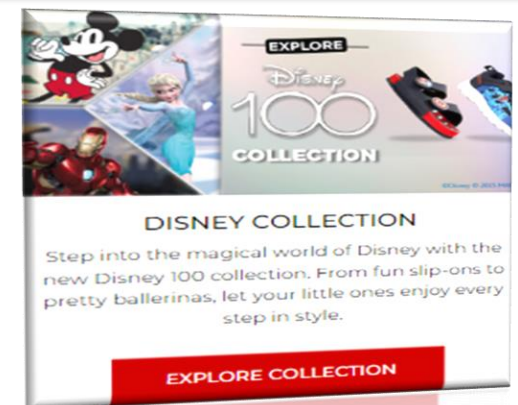 EXPLORE
Disney
100
COLLECTION
DISNEY COLLECTION
Step into the magical world of Disney with the
new Disney 100 collection. From fun slip-ons to
pretty ballerinas, let your little ones enjoy every
step in style.
EXPLORE COLLECTION